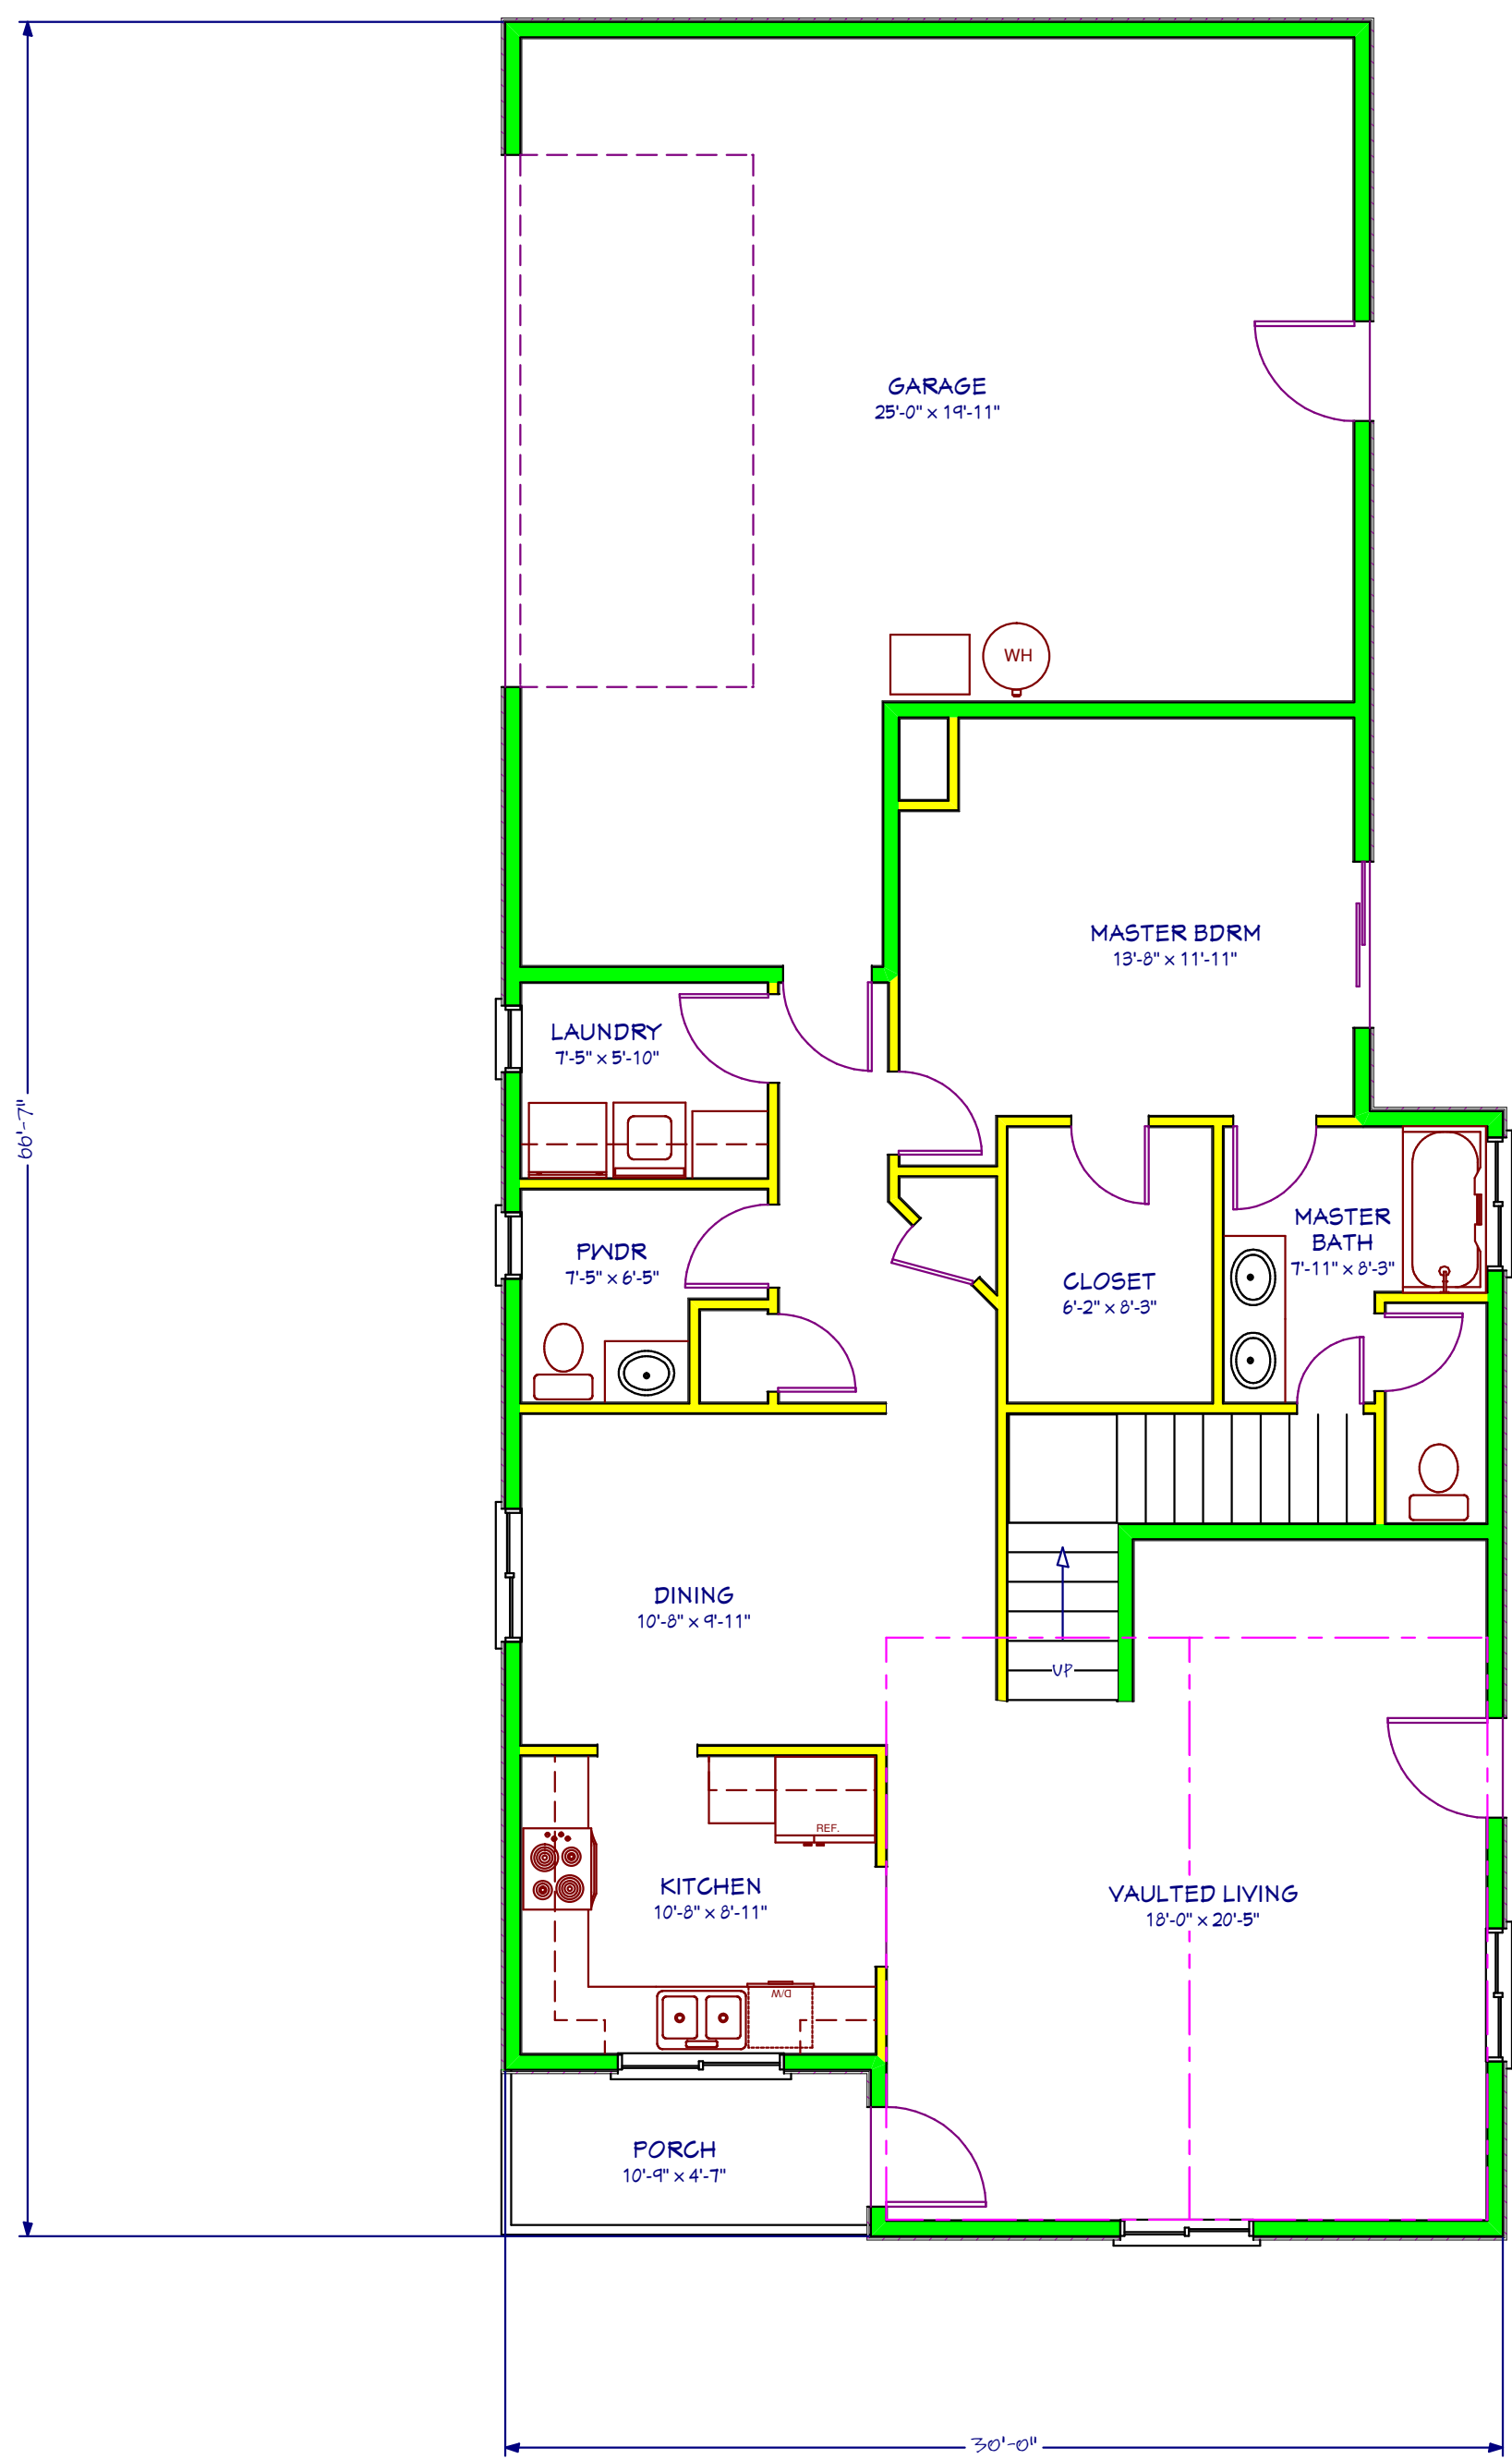 GARAGE
25'-0" x 19'-11"
WH
MASTER BDRM
13'-8" x 11'-11"
LAUNDRY
7'-5" x 5'-10"
66'-7"
MASTER
BATH
7'-11" x 8'-3"
PWDR
7'-5" x 6'-5"
CLOSET
6'-2" x 8'-3"
DINING
10'-8" x 9'-11"
UP
REF.
KITCHEN
10'-8" x 8'-11"
VAULTED LIVING
18'-0" x 20'-5"
D/W
PORCH
10'-9" x 4'-7"
30'-0"